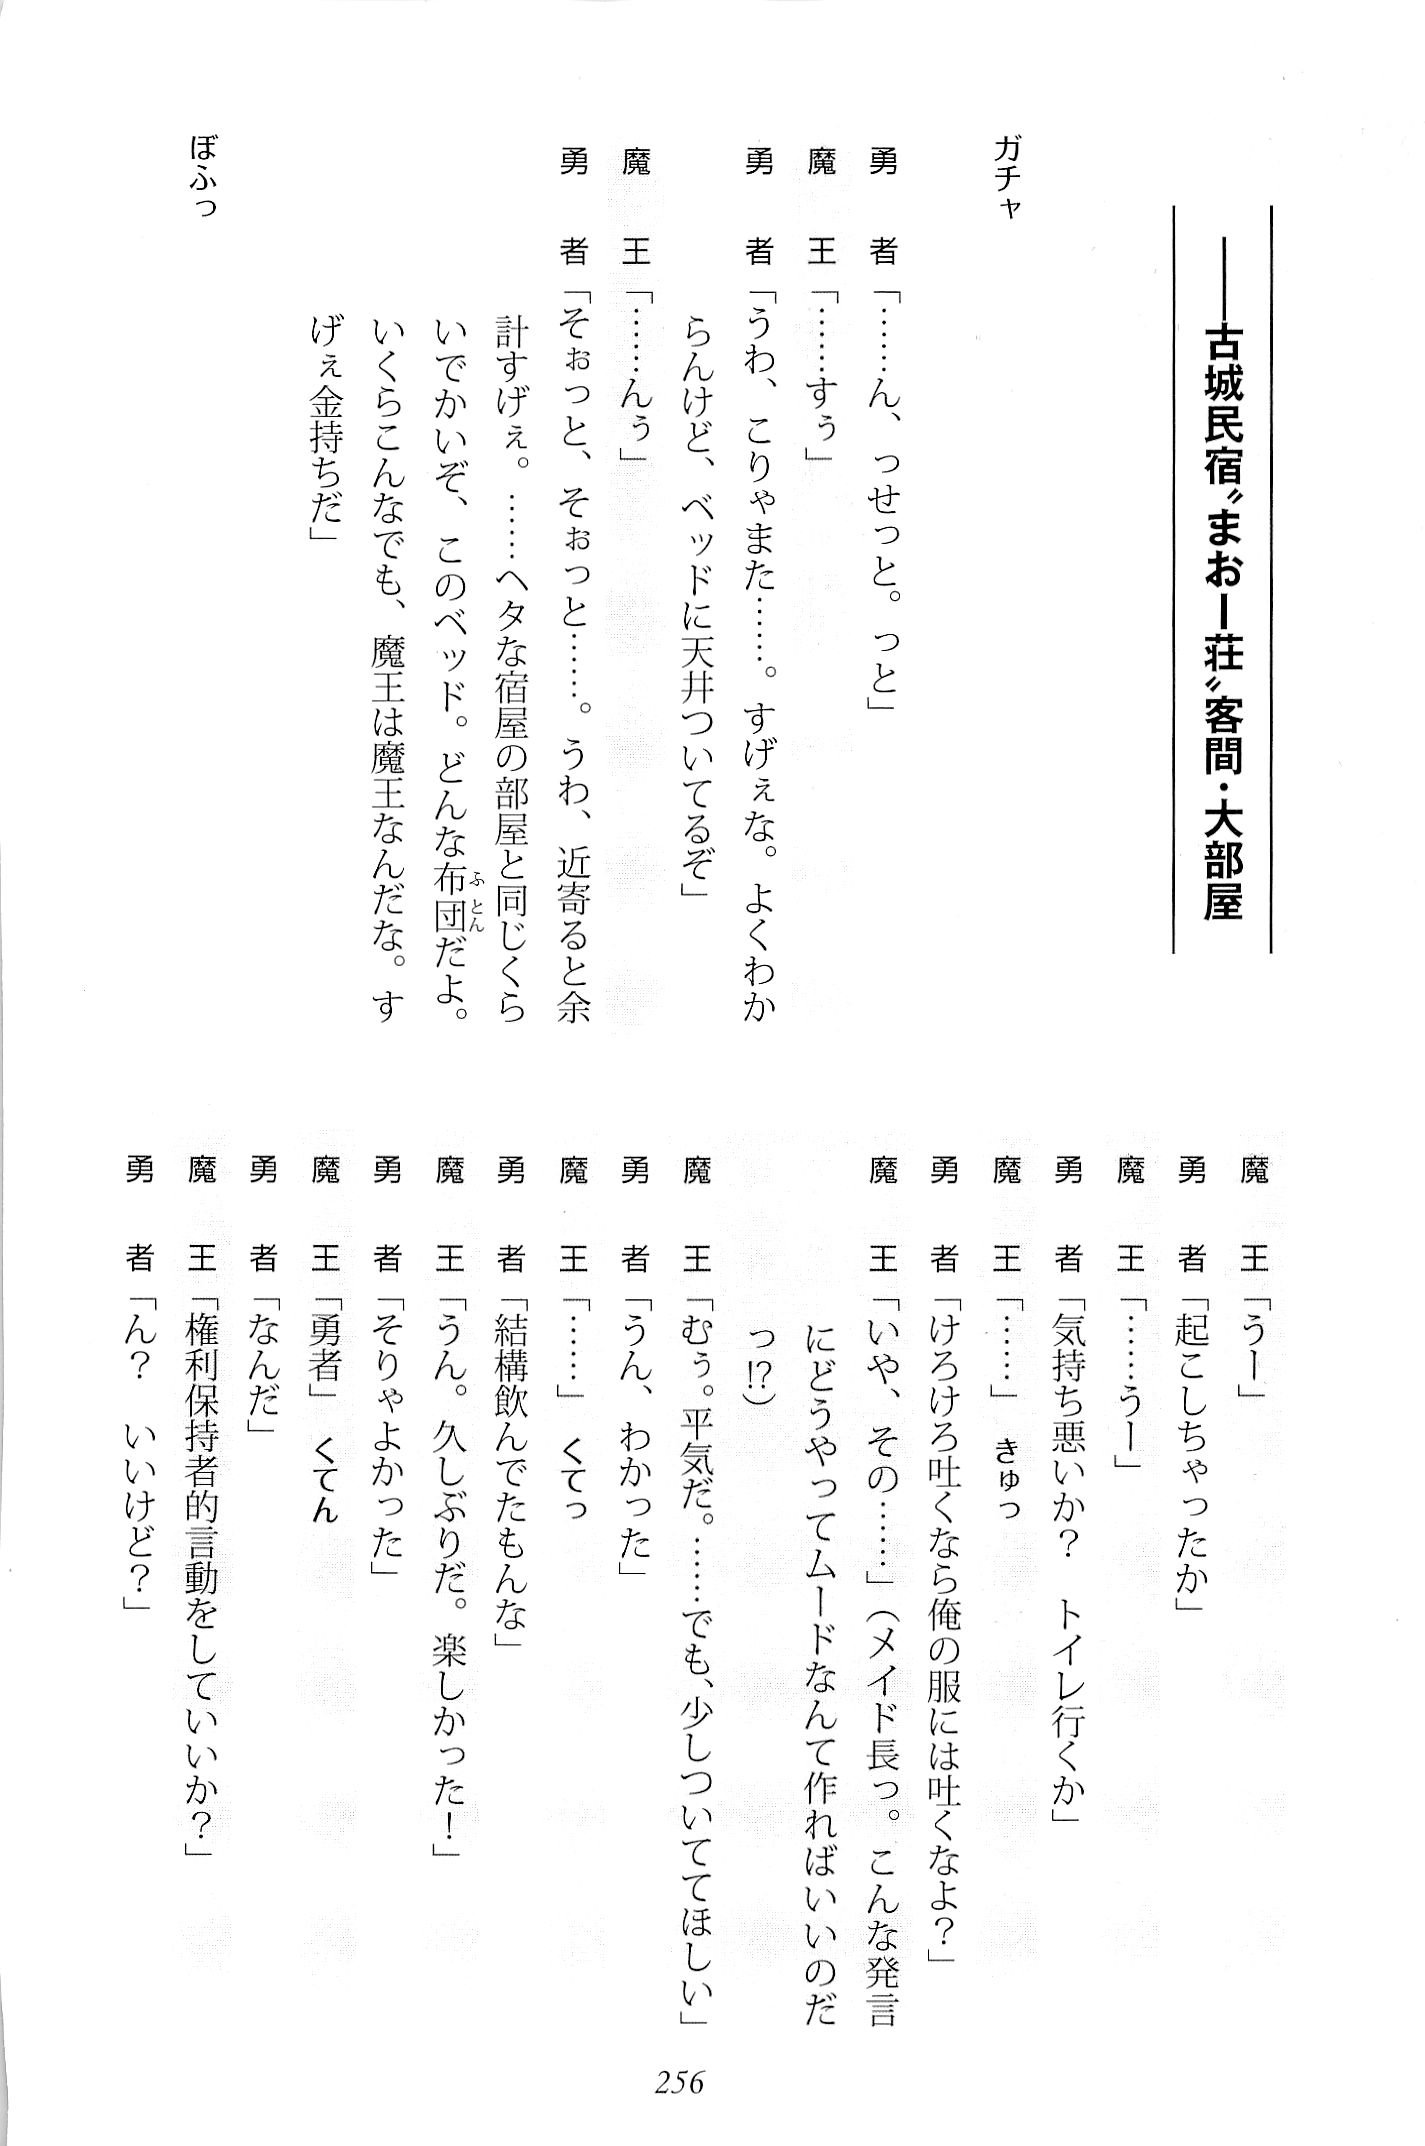 ――古城民宿〝まおー荘〟客間・大部屋
ガチャ
勇　者「……ん、っせっと。っと」
魔　王「……すぅ」
勇　者「うわ、こりゃまた……。すげぇな。よくわか
らんけど、ベッドに天井ついてるぞ」
魔　王「……んぅ」
勇　者「そぉっと、そぉっと……。うわ、近寄ると余
計すげぇ。……ヘタな宿屋の部屋と同じくら
いでかいぞ、このベッド。どんな布団だよ。
ふとん
いくらこんなでも、魔王は魔王なんだな。す
げぇ金持ちだ」
ぼふっ
魔　王「うー」
勇　者「起こしちゃったか」
魔　王「……うー」
勇　者「気持ち悪いか？　トイレ行くか」
魔　王「……」　きゅっ
勇　者「けろけろ吐くなら俺の服には吐くなよ？」
魔　王「いや、その……」（メイド長っ。こんな発言
にどうやってムードなんて作ればいいのだ
っ!?）
魔　王「むぅ。平気だ。……でも、少しついててほしい」
勇　者「うん、わかった」
魔　王「……」　くてっ
勇　者「結構飲んでたもんな」
魔　王「うん。久しぶりだ。楽しかった！」
勇　者「そりゃよかった」
魔　王「勇者」　くてん
勇　者「なんだ」
魔　王「権利保持者的言動をしていいか？」
勇　者「ん？　いいけど？」
256